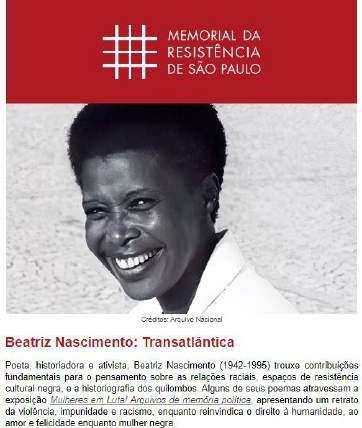 MEMORIAL DA
RESISTÊNCIA
DE SÃO PAULO
Créditos: Arquivo Nacional
Beatriz Nascimento: Transatlântica
Poeta, historiadora e ativista, Beatriz Nascimento (1942-1995) trouxe contribuições
fundamentais para o pensamento sobre as relações raciais, espaços de resistência
cultural negra, e a historiografia dos quilombos. Alguns de seus poemas atravessam a
exposição Mulheres em Luta! Arquivos de memória política, apresentando um retrato
da violência, impunidade e racismo, enquanto reinvindica o direito à humanidade, ao
amor e felicidade enquanto mulher negra.